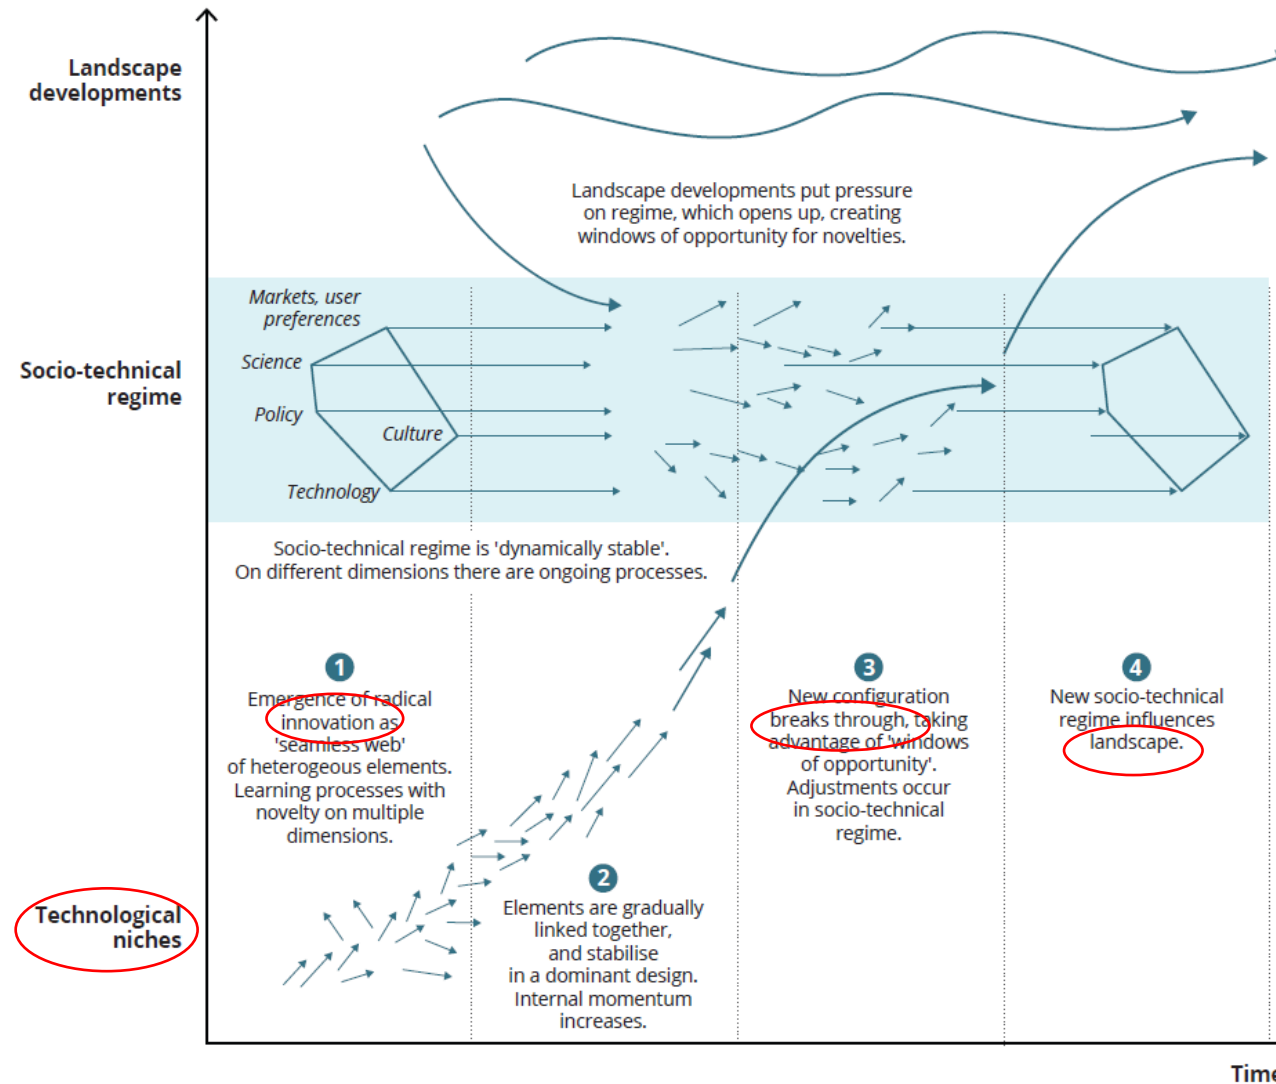 Landscape
developments
Landscape developments put pressure
on regime, which opens up, creating
windows of opportunity for novelties.
Markets, user
preferences
Science
Socio-technical
regime
Policy
Culture
Technology
Socio-technical regime is 'dynamically stable'.
On different dimensions there are ongoing processes.
1
Emergence of radical
innovation as
'seamless web'
of heterogeous elements.
Learning processes with
novelty on multiple
dimensions.
2
Elements are gradually
linked together,
and stabilise
in a dominant design.
Internal momentum
increases.
3
New configuration
breaks through, taking
advantage of 'windows
of opportunity'.
Adjustments occur
in socio-technical
regime.
4
New socio-technical
regime influences
landscape.
Technological
niches
Time